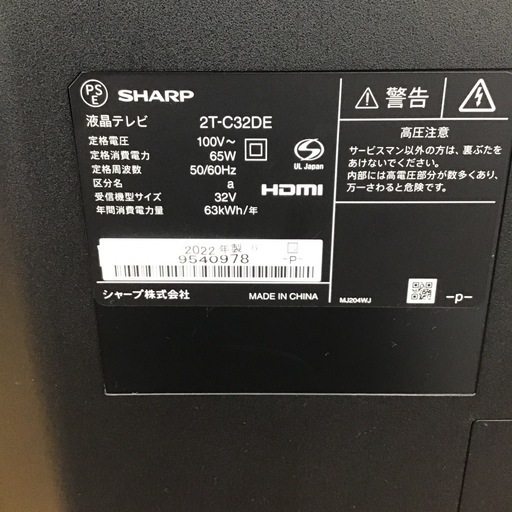 PS
E
SHARP
液晶テレビ 2T-C32DE
定格電圧 100V~
定格消費電力 65W
定格周波数 50/60Hz
区分名 a
受信機型サイズ 32V
年間消費電力量 63kWh/年
UL Japan
HDMI
2022年製
9540978 -P-
シャープ株式会社 MADE IN CHINA
警告
高圧注意
サービスマン以外の方は、裏ぶたを
あけないでください。
内部には高電圧部分が数多くあり、
万一さわると危険です。
MJ204WJ
-p-